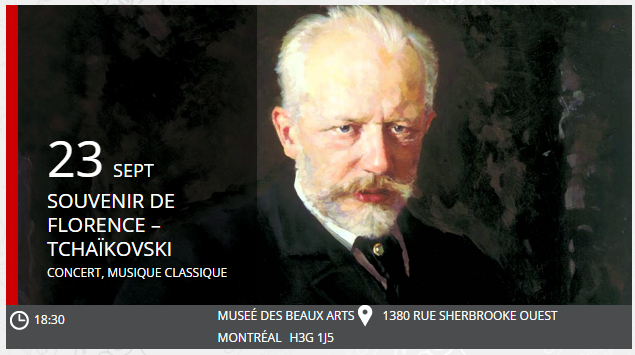 23 SEPT
SOUVENIR DE
FLORENCE –
TCHAÏKOVSKI
CONCERT, MUSIQUE CLASSIQUE
18:30
MUSEÉ DES BEAUX ARTS 1380 RUE SHERBROOKE OUEST
MONTRÉAL H3G 1J5